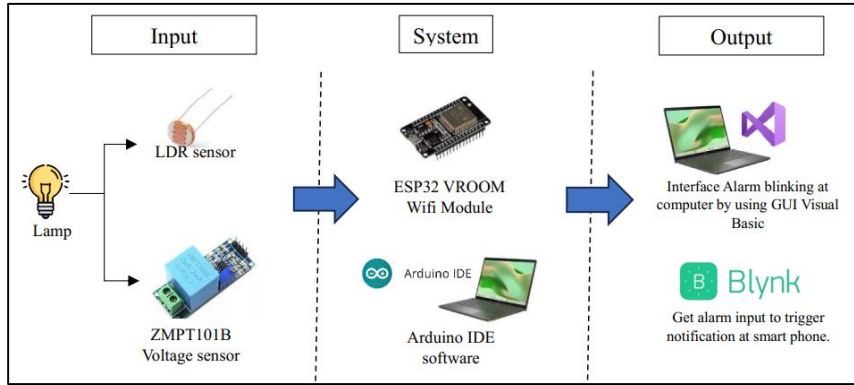 Input
System
Output
LDR sensor
Lamp
ZMPT101B
Voltage sensor
ESP32 VROOM
Wifi Module
Arduino IDE
Arduino IDE
software
Interface Alarm blinking at
computer by using GUI Visual
Basic
B Blynk
Get alarm input to trigger
notification at smart phone.